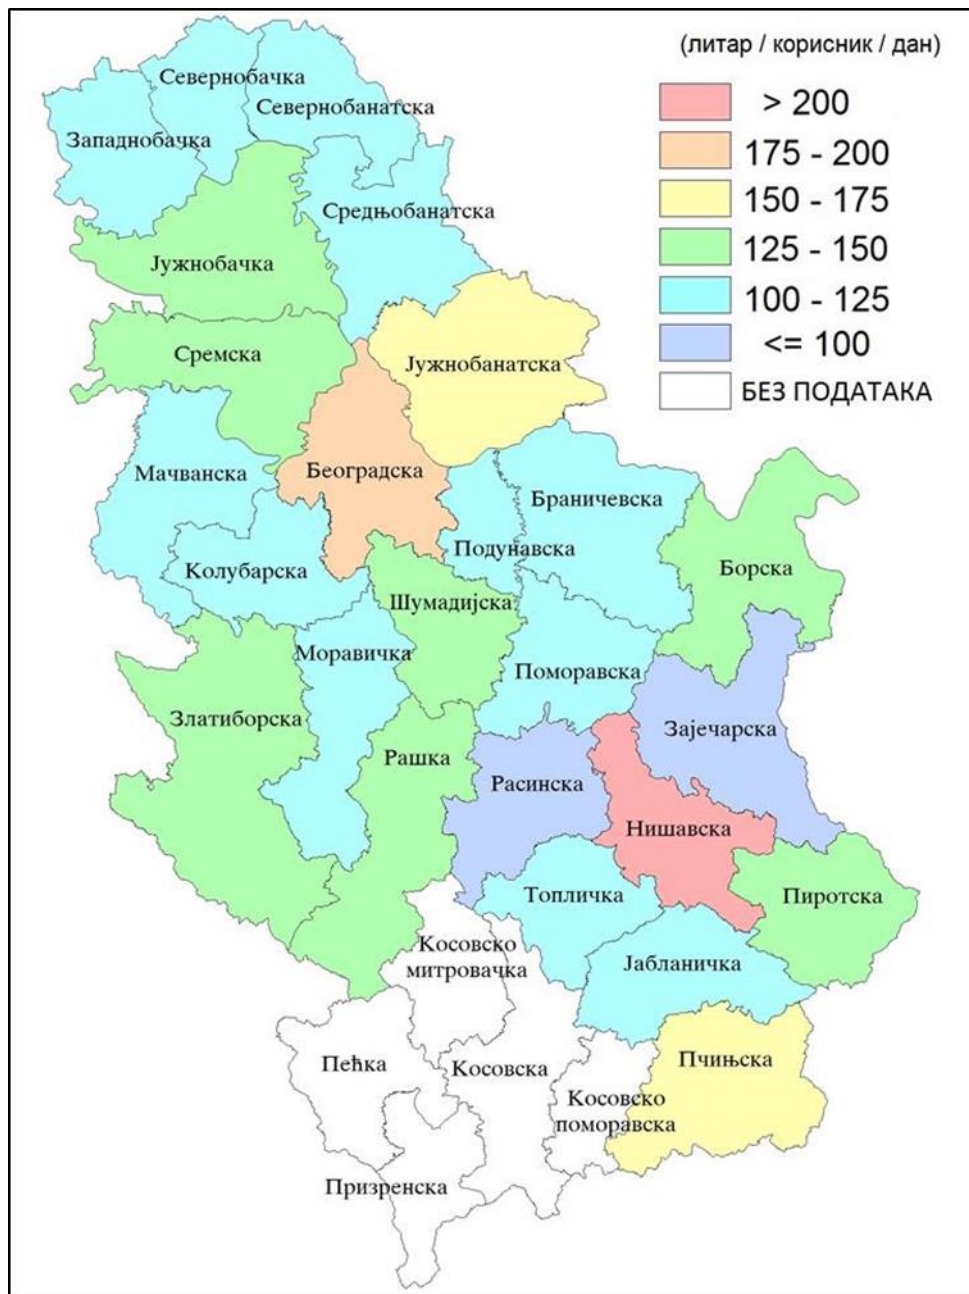 (литар / корисник / дан)
> 200
175 - 200
150 - 175
125 - 150
100 - 125
<= 100
БЕЗ ПОДАТАКА
Севернобачка
Севернобанатска
Западнобачка
Средњобанатска
Јужнобачка
Сремска
Јужнобанатска
Мачванска
Београдска
Браничевска
Подунавска
Колубарска
Борска
Шумадијска
Моравичка
Поморавска
Златиборска
Зајечарска
Рашка
Расинска
Нишавска
Топличка
Пиротска
Косовско
митровачка
Јабланичка
Пећка
Косовска
Пчињска
Косовско
поморавска
Призренска